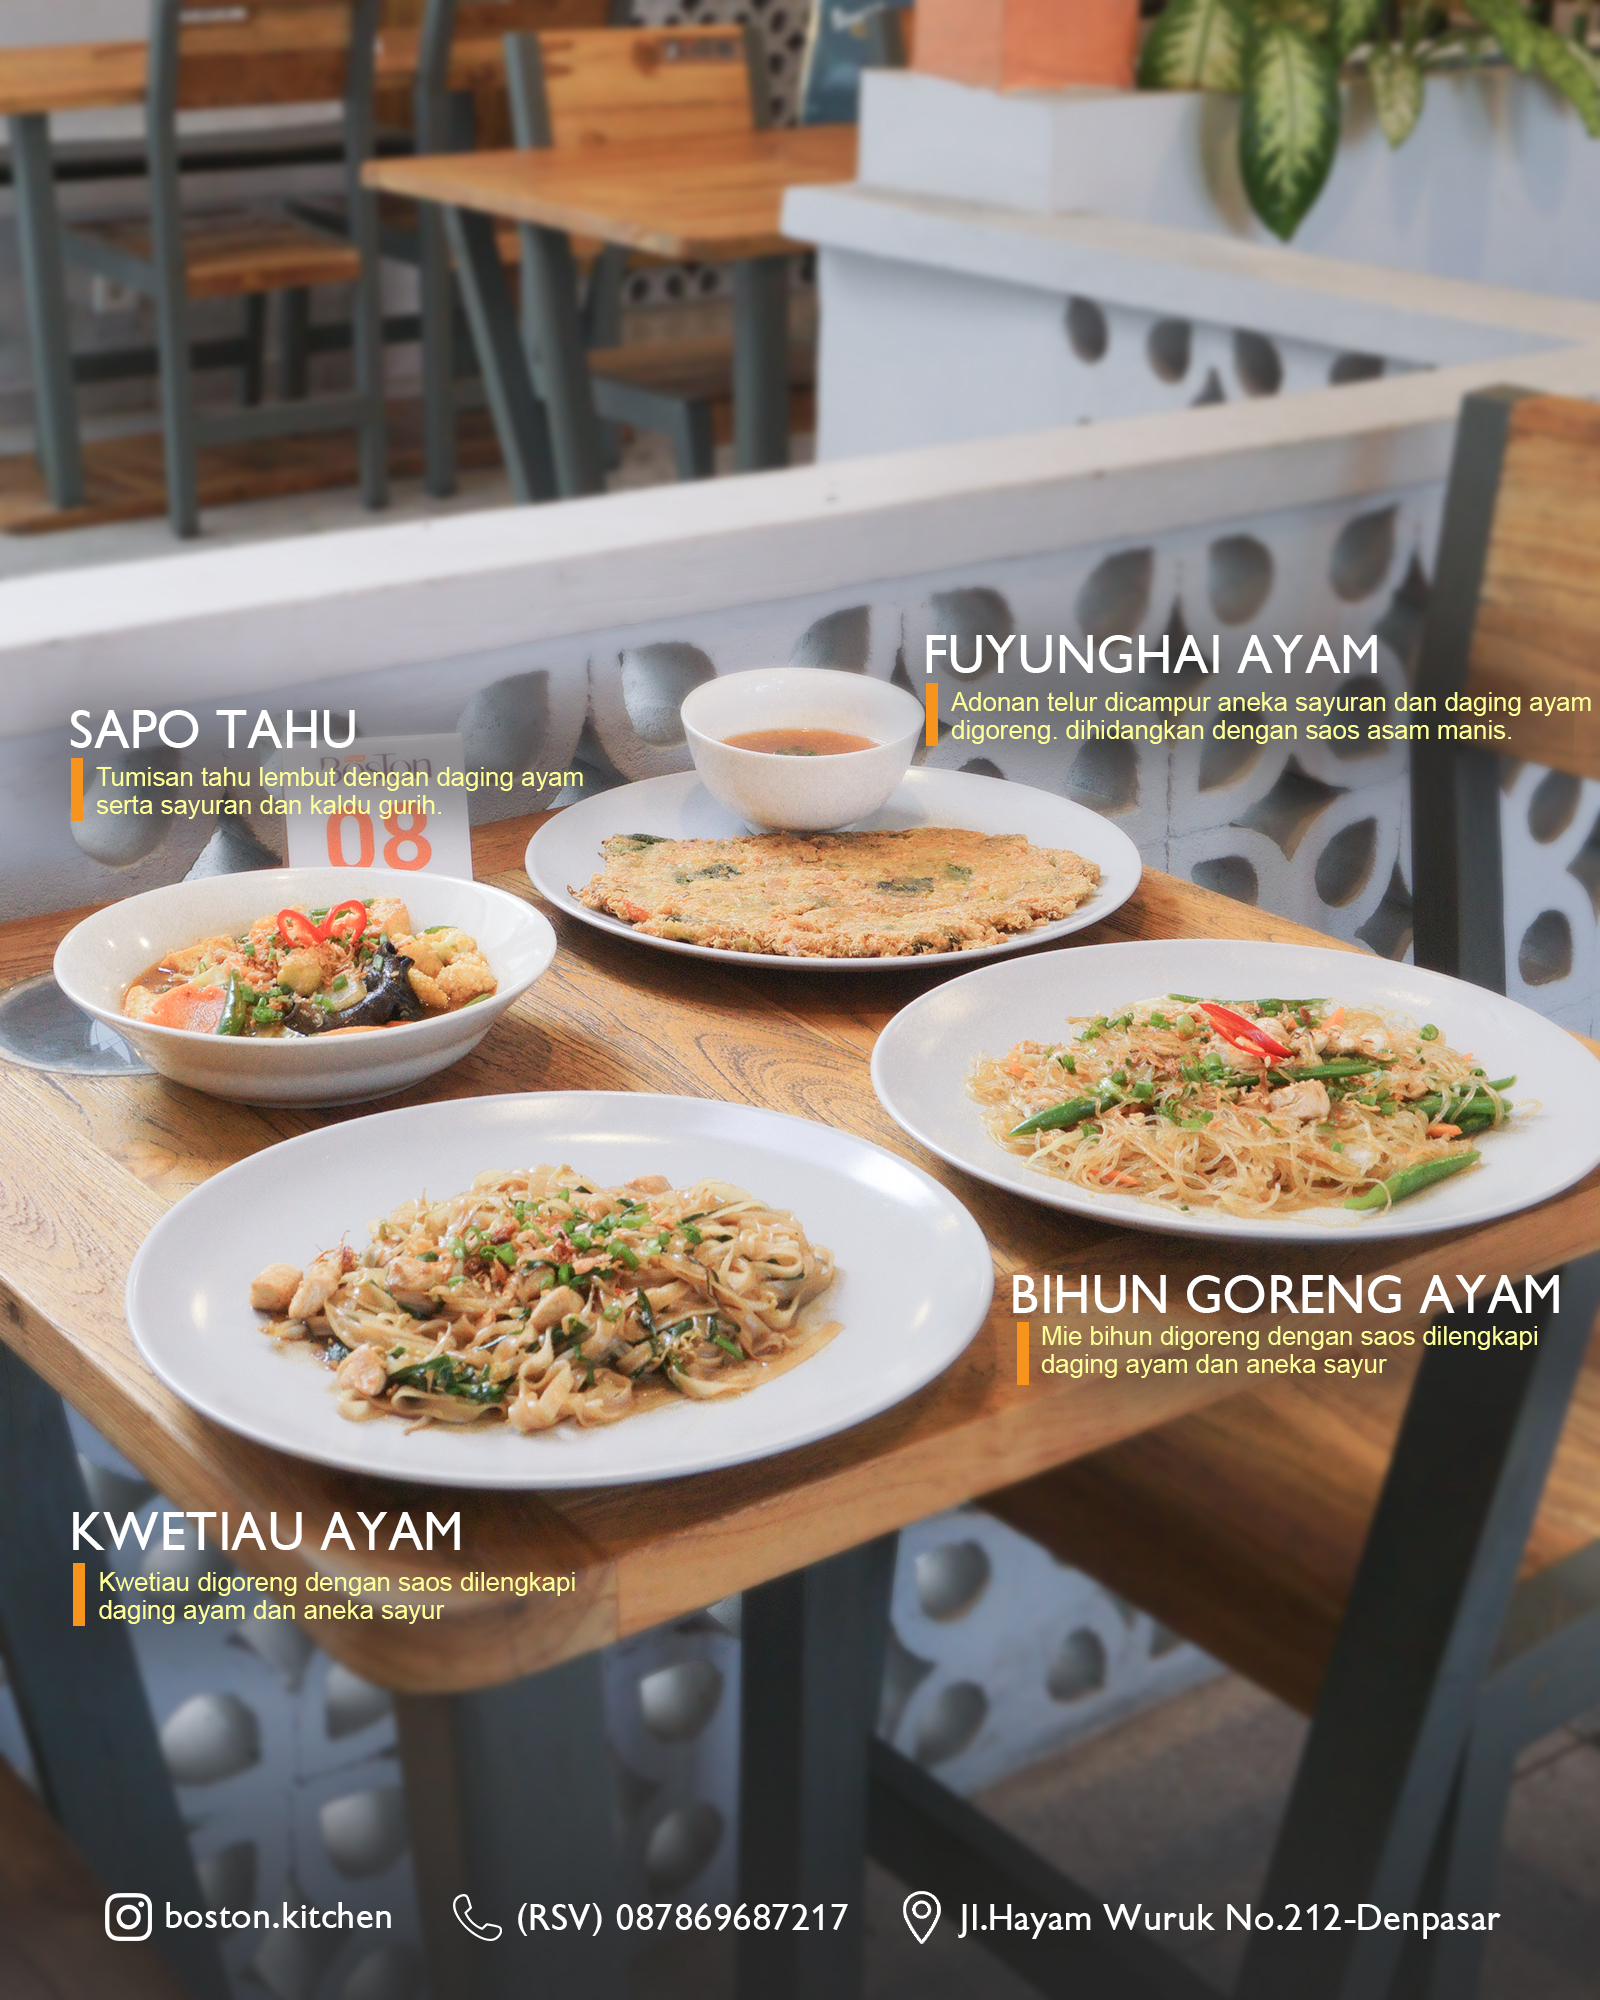 FUYUNGHAI AYAM
Adonan telur dicampur aneka sayuran dan daging ayam
digoreng. dihidangkan dengan saos asam manis.
SAPO TAHU
Tumisan tahu lembut dengan daging ayam
serta sayuran dan kaldu gurih.
Boston
08
BIHUN GORENG AYAM
Mie bihun digoreng dengan saos dilengkapi
daging ayam dan aneka sayur
KWETIAU AYAM
Kwetiau digoreng dengan saos dilengkapi
daging ayam dan aneka sayur
boston.kitchen
(RSV) 087869687217
Jl.Hayam Wuruk No.212-Denpasar